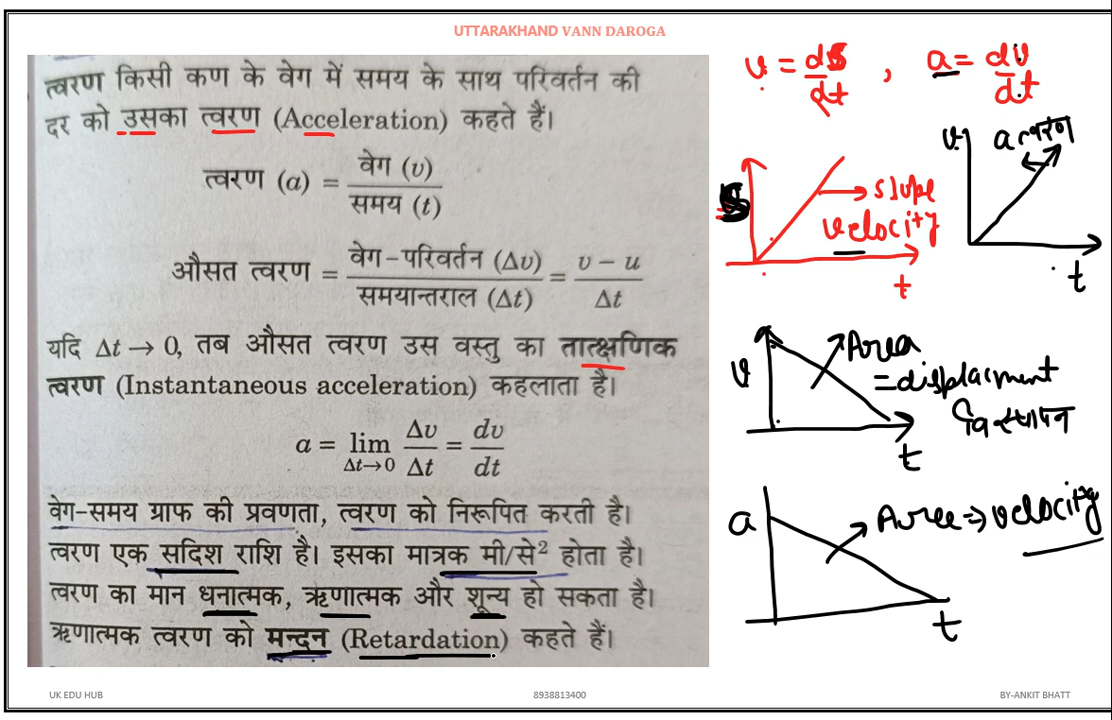 UTTARAKHAND VANN DAROGA
त्वरण किसी कण के वेग में समय के साथ परिवर्तन की
दर को उसका त्वरण (Acceleration) कहते हैं।
त्वरण (a) = वेग (υ) / समय (t)
औसत त्वरण = वेग-परिवर्तन (Δυ) / समयान्तराल (Δt) = υ – u / Δt
यदि Δt → 0, तब औसत त्वरण उस वस्तु का तात्क्षणिक
त्वरण (Instantaneous acceleration) कहलाता है।
a = lim Δt→0 Δυ / Δt = dυ / dt
वेग-समय ग्राफ की प्रवणता, त्वरण को निरूपित करती है।
त्वरण एक सदिश राशि है। इसका मात्रक मी/से² होता है।
त्वरण का मान धनात्मक, ऋणात्मक और शून्य हो सकता है।
ऋणात्मक त्वरण को मन्दन (Retardation) कहते हैं।
v = ds / dt , a = dv / dt
S
slope
velocity
t
v
a त्वरण
t
v
Area
= displacment
विस्थापन
t
a
Area ⇒ velocity
t
UK EDU HUB
8938813400
BY-ANKIT BHATT